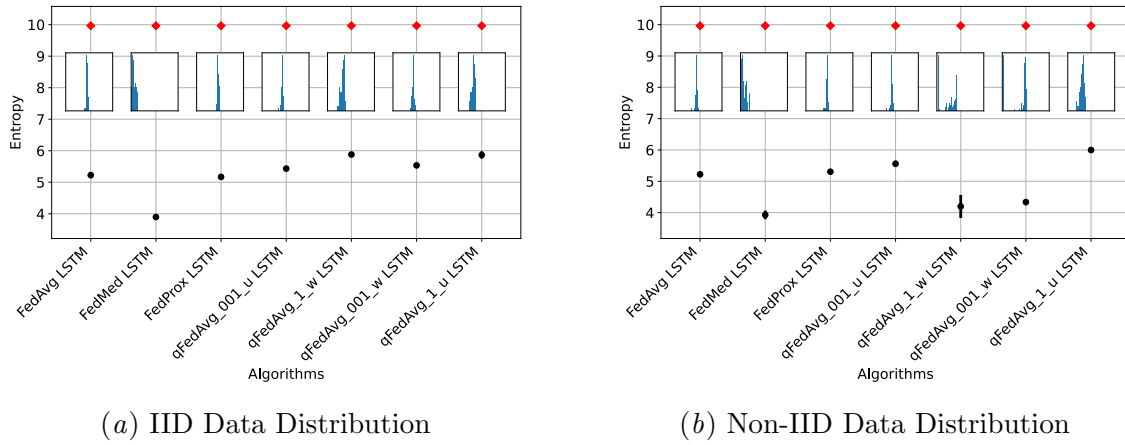 10
9
8
7
6
5
4
Entropy
FedAvg LSTM
FedMed LSTM
FedProx LSTM
qFedAvg_001_u LSTM
qFedAvg_1_w LSTM
qFedAvg_001_w LSTM
qFedAvg_1_u LSTM
Algorithms
(a) IID Data Distribution
10
9
8
7
6
5
4
Entropy
FedAvg LSTM
FedMed LSTM
FedProx LSTM
qFedAvg_001_u LSTM
qFedAvg_1_w LSTM
qFedAvg_001_w LSTM
qFedAvg_1_u LSTM
Algorithms
(b) Non-IID Data Distribution